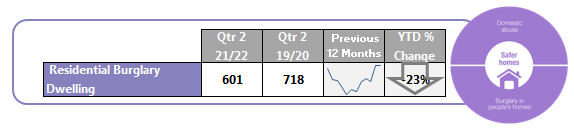 Qtr 2
21/22
Qtr 2
19/20
Previous
12 Months
YTD %
Change
Residential Burglary
Dwelling
601
718
-23%
Domestic
abuse
Safer
homes
Burglary in
people's homes